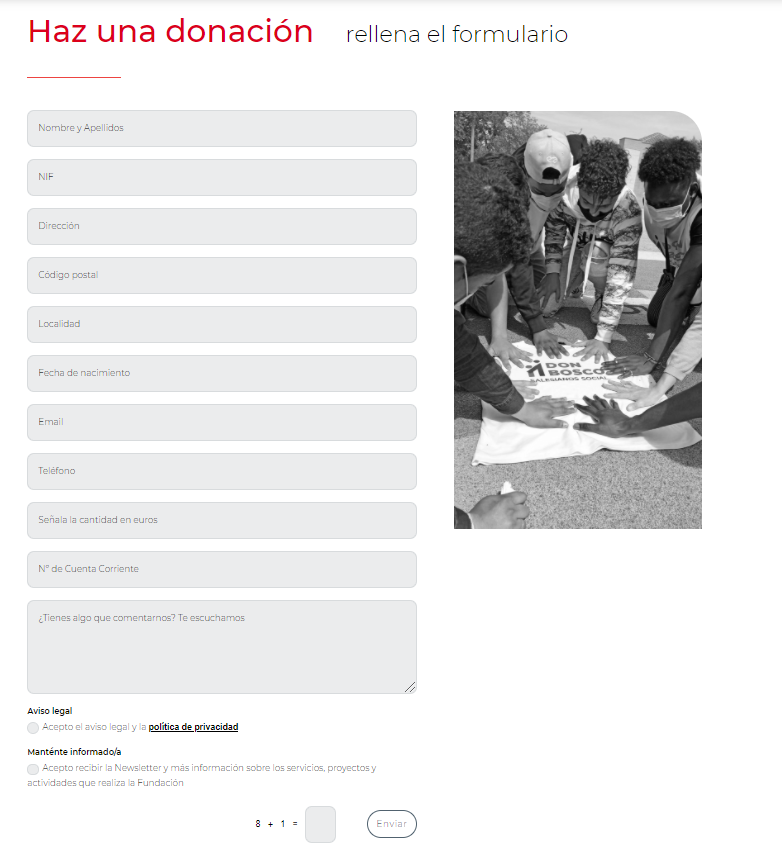 Haz una donación rellena el formulario
Nombre y Apellidos
NIF
Dirección
Código postal
Localidad
Fecha de nacimiento
Email
Teléfono
Señala la cantidad en euros
Nº de Cuenta Corriente
¿Tienes algo que comentarnos? Te escuchamos
Aviso legal
Acepto el aviso legal y la política de privacidad
Manténte informado/a
Acepto recibir la Newsletter y más información sobre los servicios, proyectos y
actividades que realiza la Fundación
8 + 1 =
Enviar
DON
BOSCO
SALESIANOS SOCIAL